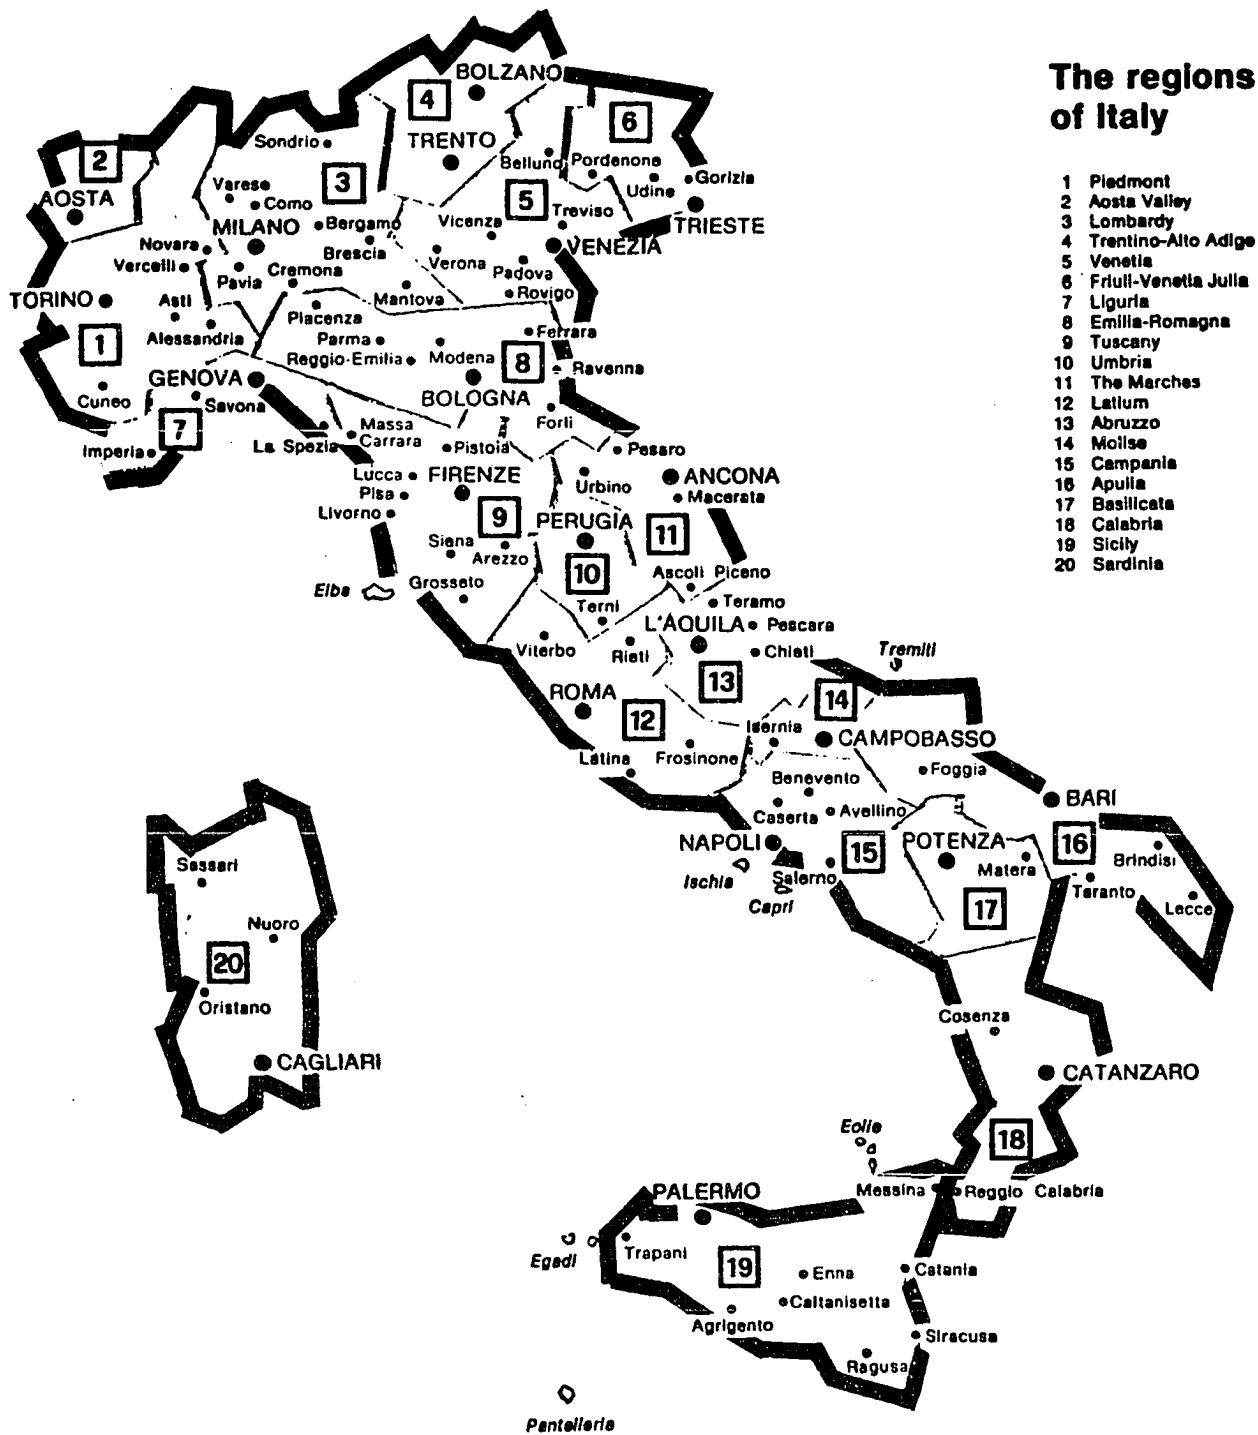 The regions
of Italy
1 Piedmont
2 Aosta Valley
3 Lombardy
4 Trentino-Alto Adige
5 Venetia
6 Friuli-Venetia Julia
7 Liguria
8 Emilia-Romagna
9 Tuscany
10 Umbria
11 The Marches
12 Latium
13 Abruzzo
14 Molise
15 Campania
16 Apulia
17 Basilicata
18 Calabria
19 Sicily
20 Sardinia
BOLZANO
4
6
TRENTO
Sondrio
2
Belluno Pordenone
3
Gorizia
Udine
AOSTA
Varese
Como
5
Treviso
Vicenza
TRIESTE
MILANO
Bergamo
Novara
Brescia
VENEZIA
Vercelli
Verona
Padova
Cremona
Pavia
Rovigo
TORINO
Asti
Mantova
Piacenza
Ferrara
Alessandria
Parma
1
Reggio-Emilia
Modena
8
Ravenna
GENOVA
Cuneo
Savona
BOLOGNA
Forli
7
Massa
Carrara
Imperia
La Spezia
Pistoia
Pesaro
Lucca
FIRENZE
ANCONA
Pisa
Urbino
Macerata
Livorno
9
PERUGIA
11
Siena
Arezzo
10
Ascoli Piceno
Elba
Grosseto
Terni
Teramo
L'AQUILA
Pescara
Viterbo
Rieti
Chieti
Tremiti
13
ROMA
14
12
Isernia
CAMPOBASSO
Latina
Frosinone
Foggia
Benevento
BARI
Caserta
Avellino
NAPOLI
15
POTENZA
16
Brindisi
Matera
Ischia
Salerno
Taranto
Capri
17
Lecce
Sassari
Nuoro
20
Oristano
CAGLIARI
Cosenza
CATANZARO
Eolie
18
Messina
Reggio Calabria
PALERMO
Egadi
Trapani
19
Enna
Catania
Caltanisetta
Agrigento
Siracusa
Ragusa
Pantelleria